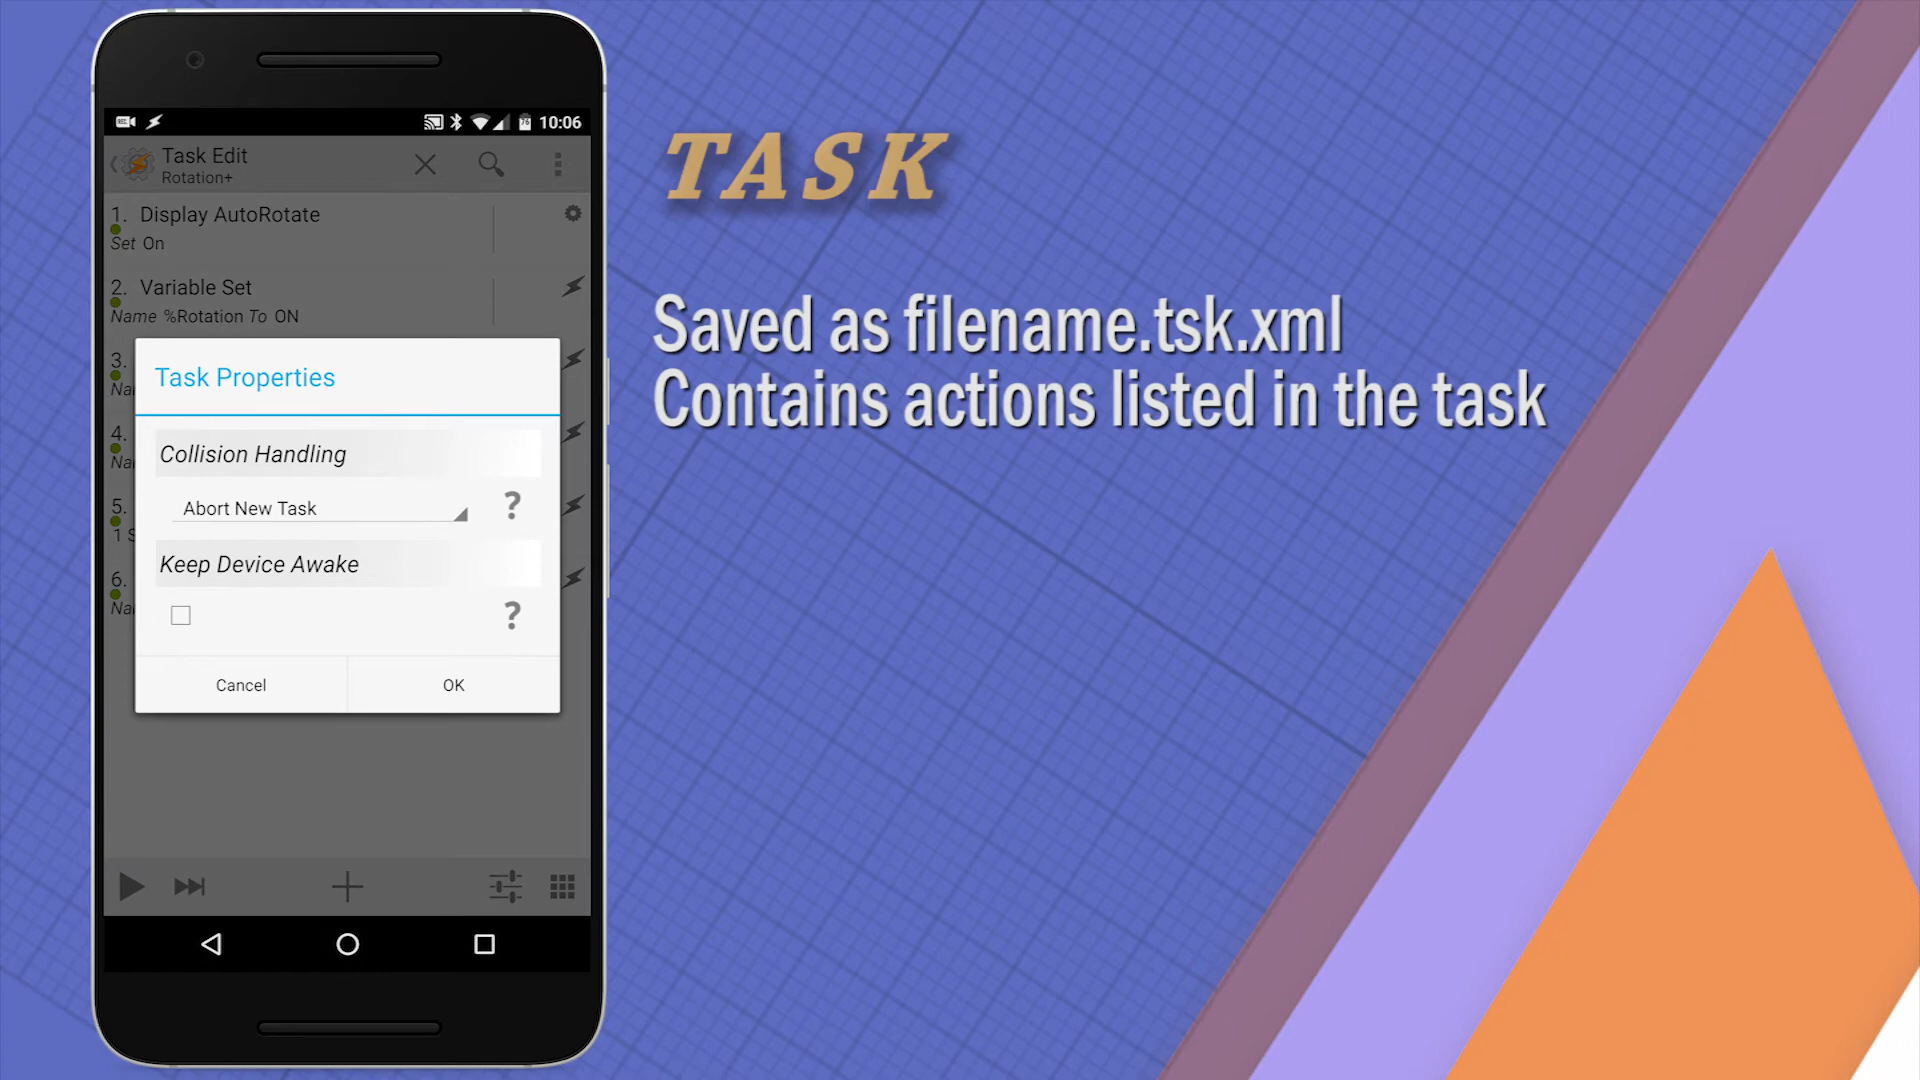 10:06
Task Edit
Rotation+
1. Display AutoRotate
Set On
2. Variable Set
Name %Rotation To ON
3.
Task Properties
4.
Collision Handling
Abort New Task ?
5.
Keep Device Awake
6.
?
Cancel OK
TASK
Saved as filename.tsk.xml
Contains actions listed in the task